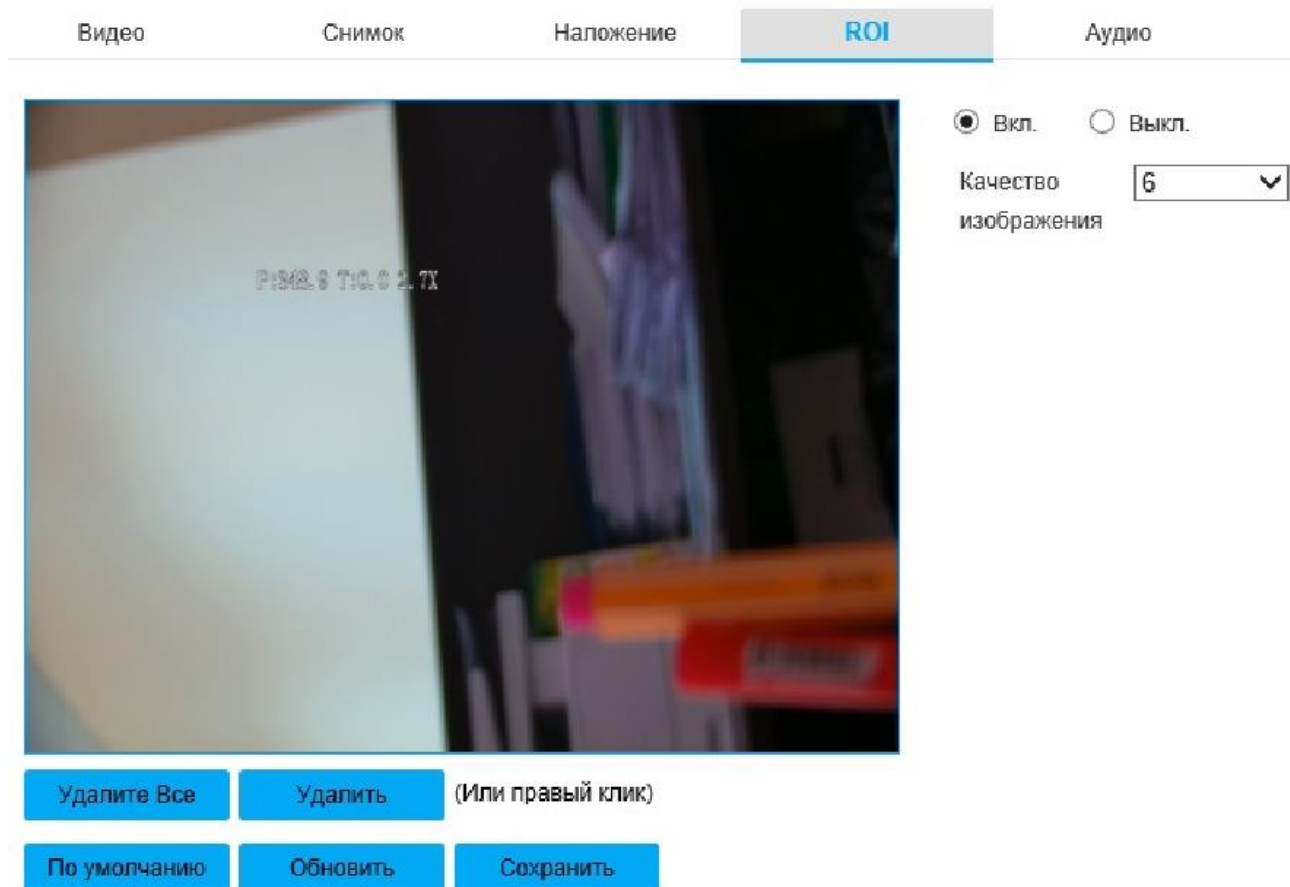 Видео Снимок Наложение ROI Аудио
Вкл. Выкл.
Качество 6
изображения
Удалите Все Удалить (Или правый клик)
По умолчанию Обновить Сохранить